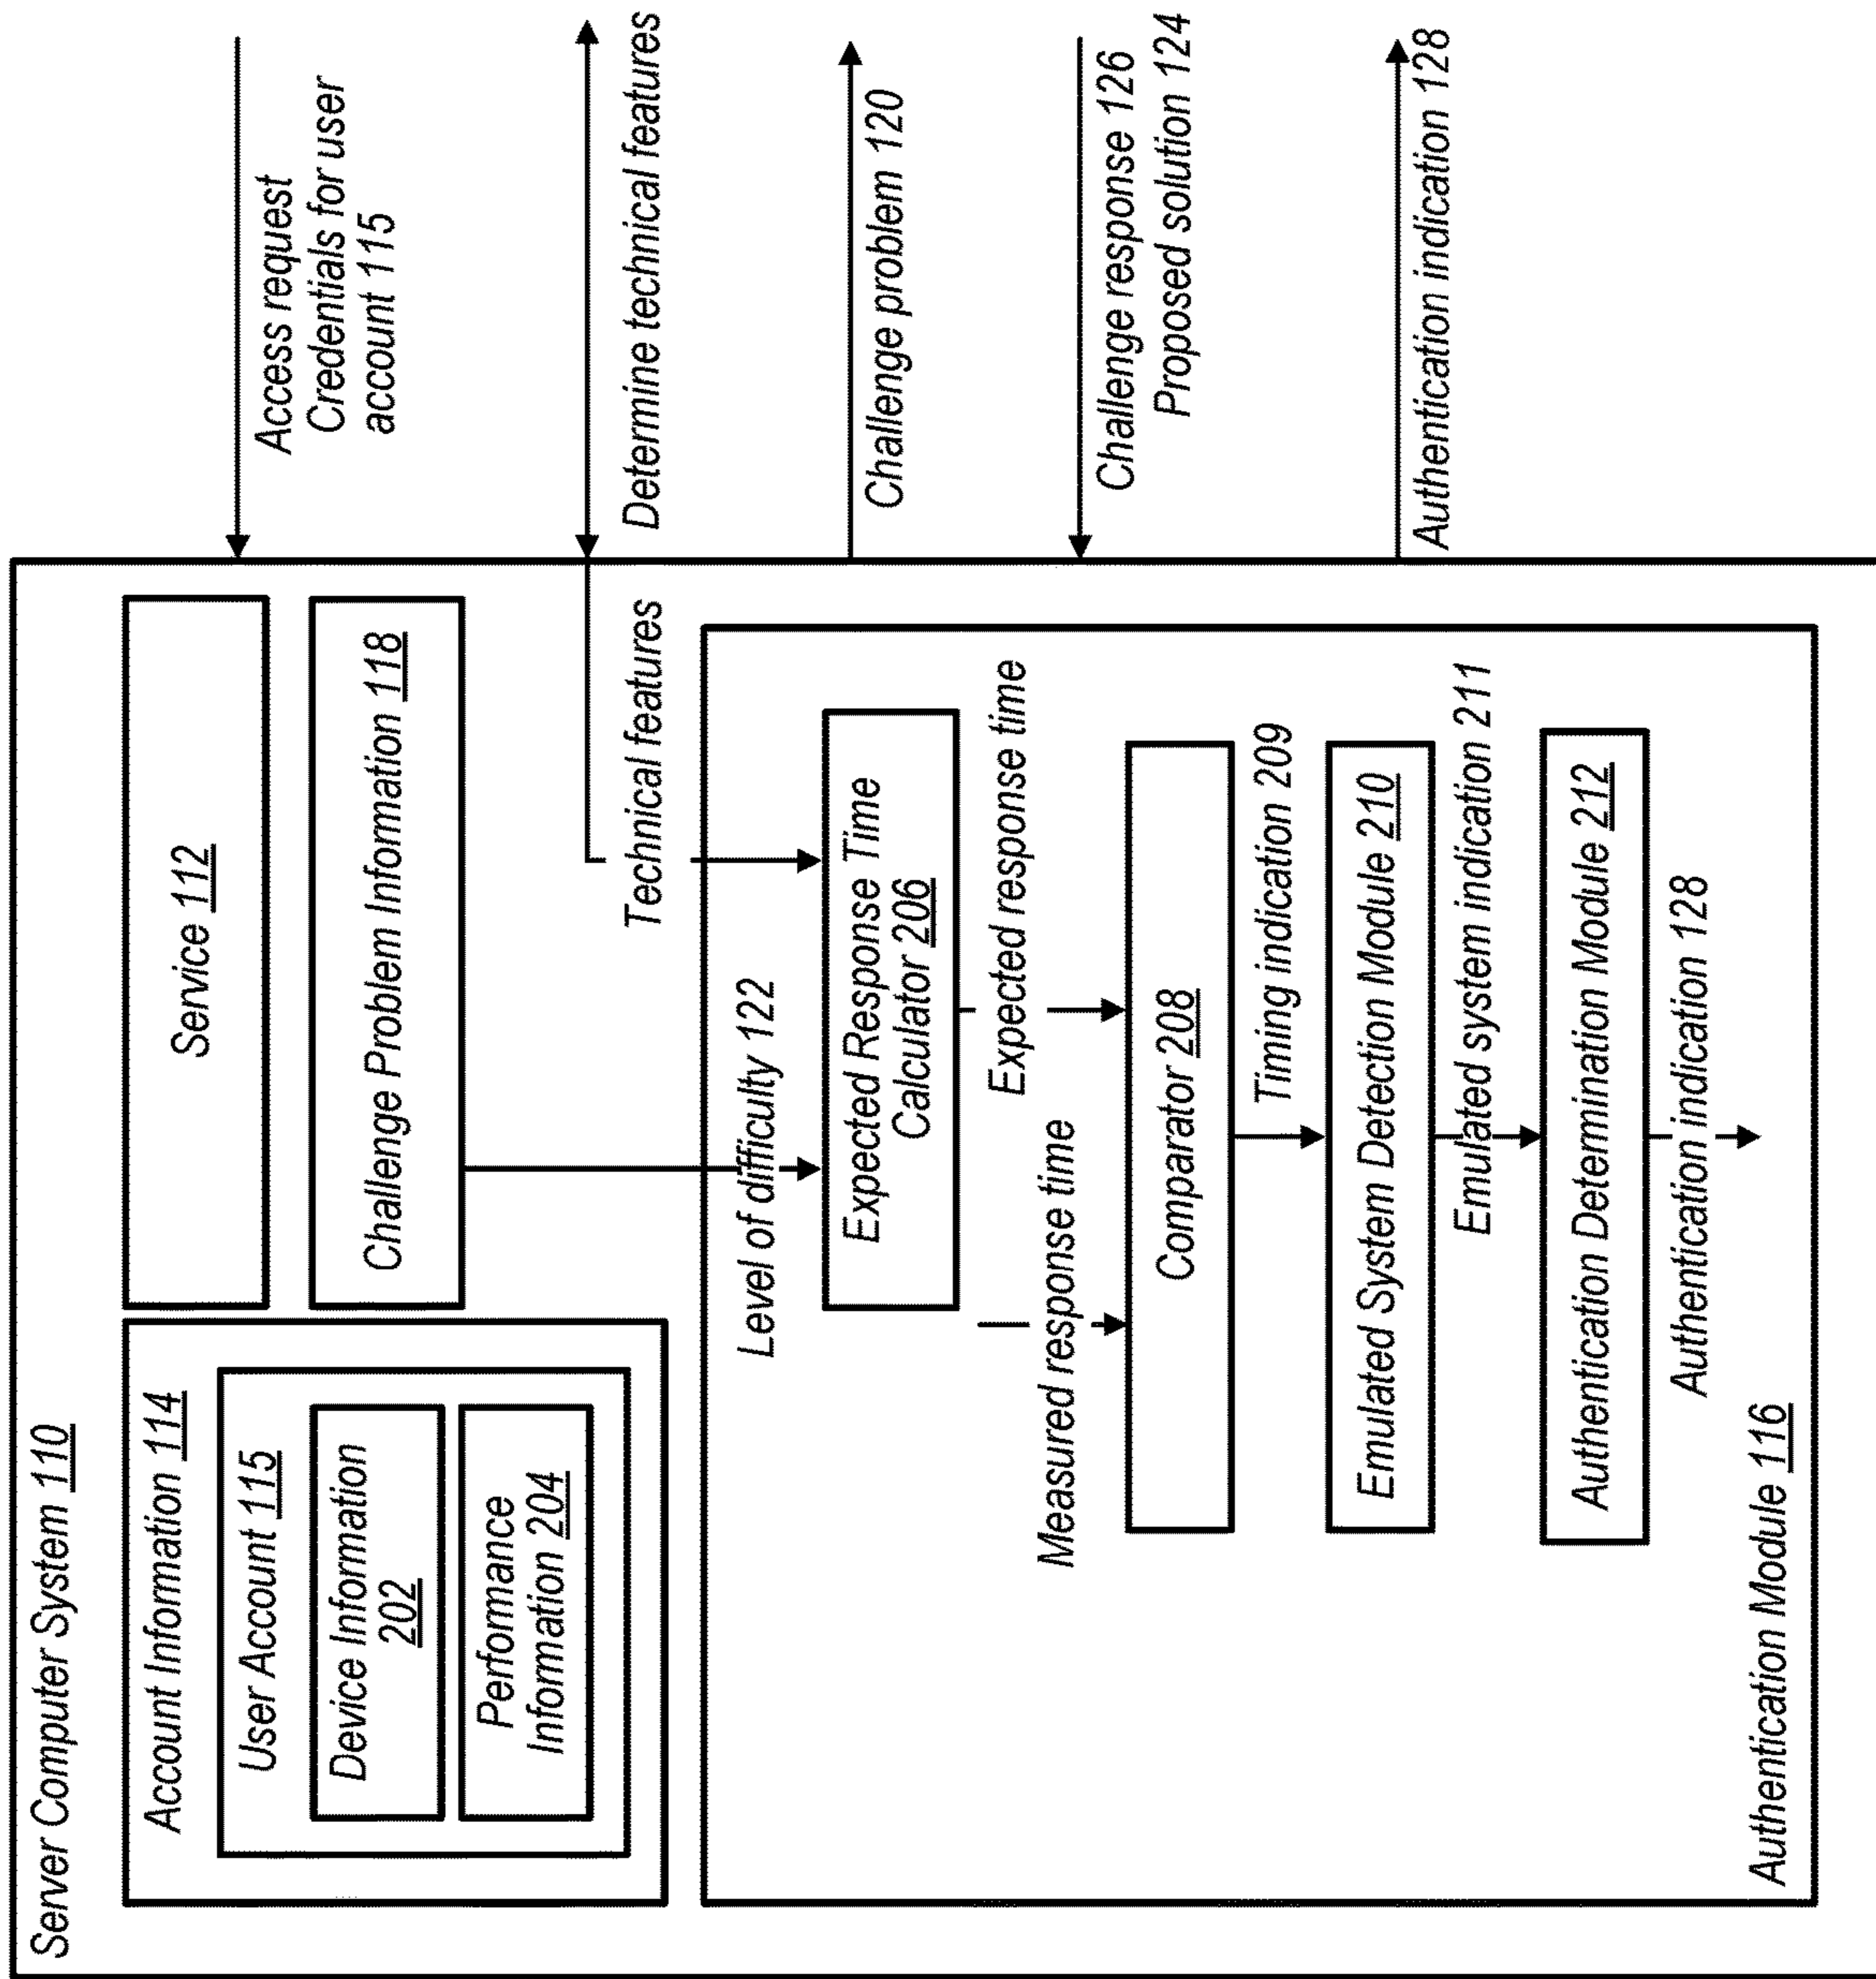 Server Computer System 110
Account Information 114
User Account 115
Device Information
202
Performance
Information 204
Service 112
Challenge Problem Information 118
Technical features
Level of difficulty 122
Expected Response Time
Calculator 206
Measured response time
Expected response time
Comparator 208
Timing indication 209
Emulated System Detection Module 210
Emulated system indication 211
Authentication Determination Module 212
Authentication indication 128
Authentication Module 116
Access request
Credentials for user
account 115
Determine technical features
Challenge problem 120
Challenge response 126
Proposed solution 124
Authentication indication 128